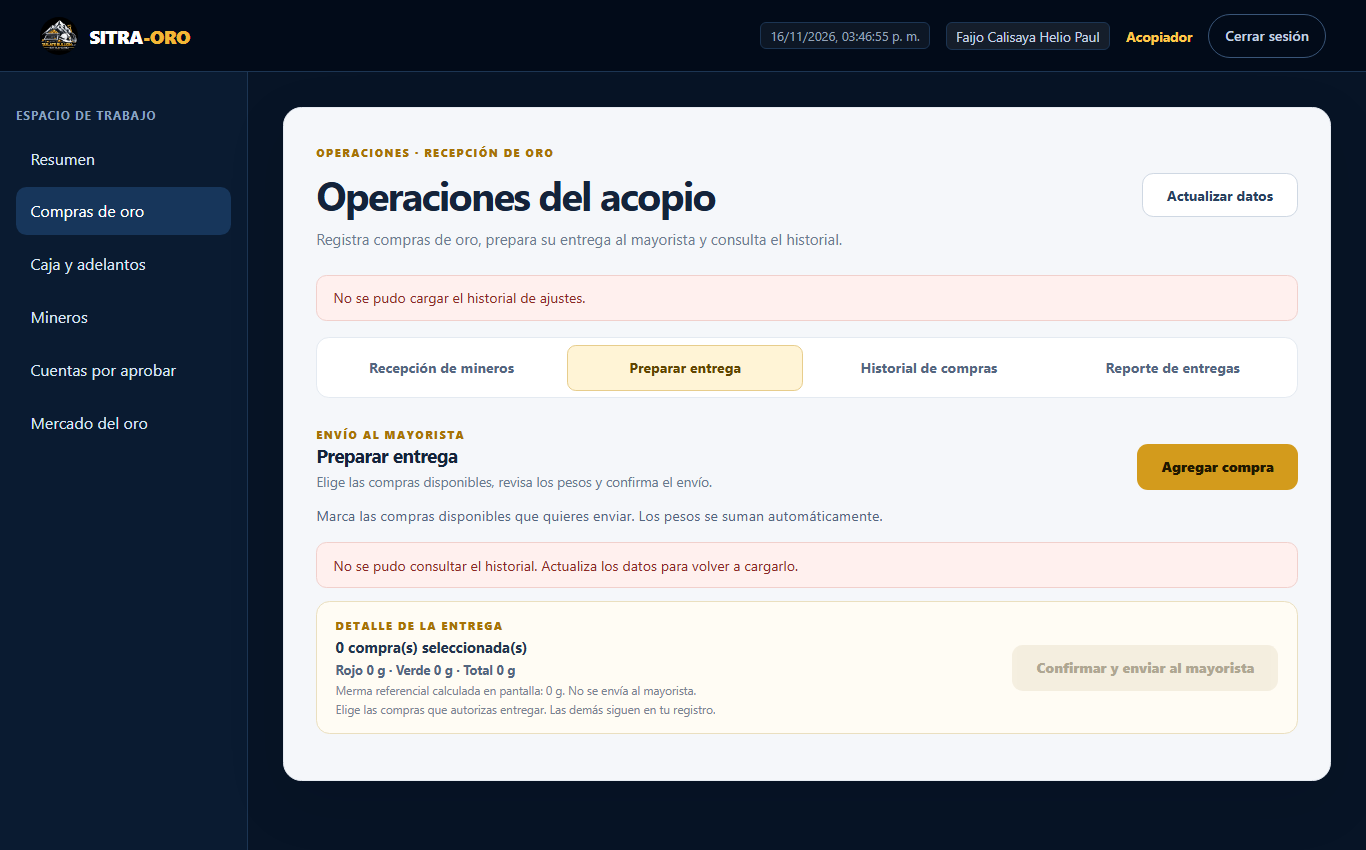 SITRA-ORO
16/11/2026, 03:46:55 p. m.
Faijo Calisaya Helio Paul
Acopiador
Cerrar sesión
ESPACIO DE TRABAJO
Resumen
Compras de oro
Caja y adelantos
Mineros
Cuentas por aprobar
Mercado del oro
OPERACIONES · RECEPCIÓN DE ORO
Operaciones del acopio
Actualizar datos
Registra compras de oro, prepara su entrega al mayorista y consulta el historial.
No se pudo cargar el historial de ajustes.
Recepción de mineros
Preparar entrega
Historial de compras
Reporte de entregas
ENVÍO AL MAYORISTA
Preparar entrega
Elige las compras disponibles, revisa los pesos y confirma el envío.
Agregar compra
Marca las compras disponibles que quieres enviar. Los pesos se suman automáticamente.
No se pudo consultar el historial. Actualiza los datos para volver a cargarlo.
DETALLE DE LA ENTREGA
0 compra(s) seleccionada(s)
Rojo 0 g · Verde 0 g · Total 0 g
Merma referencial calculada en pantalla: 0 g. No se envía al mayorista.
Elige las compras que autorizas entregar. Las demás siguen en tu registro.
Confirmar y enviar al mayorista